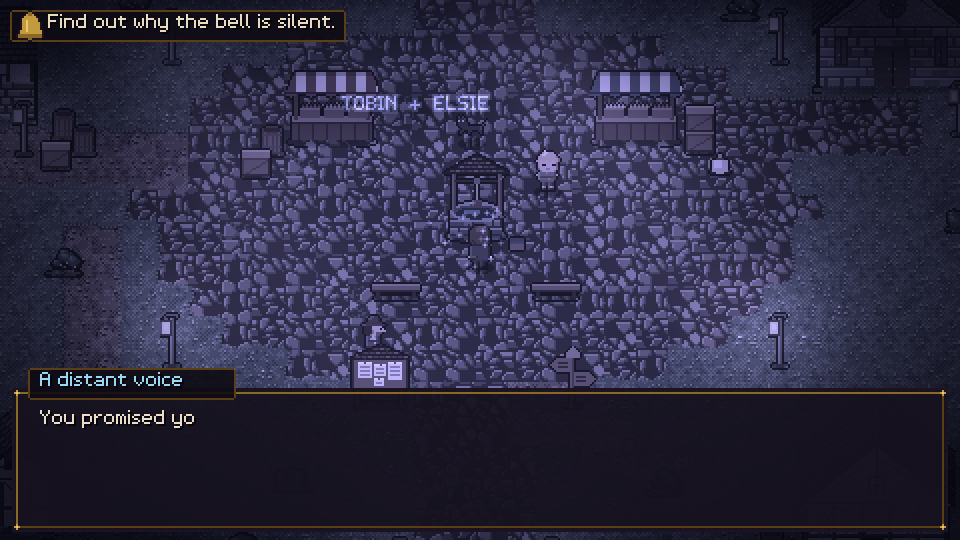 Find out why the bell is silent.
TOBIN + ELSIE
A distant voice
You promised yo